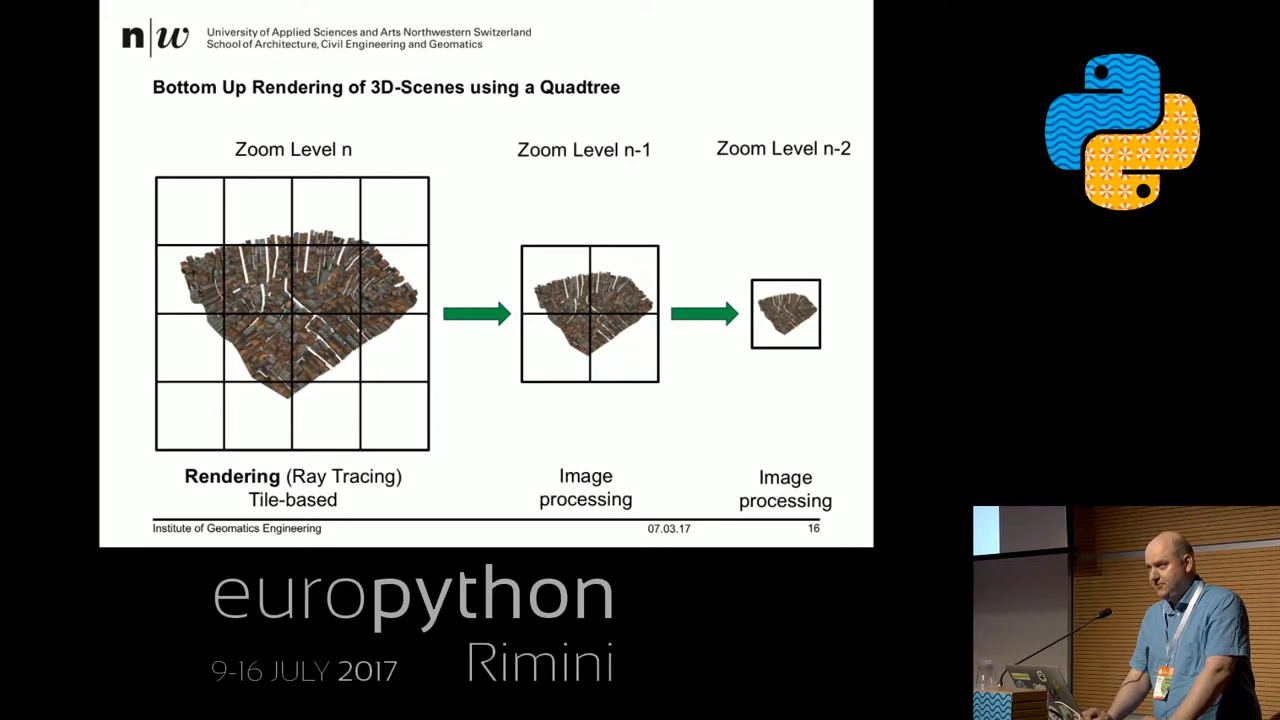 n|w
University of Applied Sciences and Arts Northwestern Switzerland
School of Architecture, Civil Engineering and Geomatics
Bottom Up Rendering of 3D-Scenes using a Quadtree
Zoom Level n
Zoom Level n-1
Zoom Level n-2
Rendering (Ray Tracing)
Tile-based
Image
processing
Image
processing
Institute of Geomatics Engineering
07.03.17
16
europython
Rimini
9-16 JULY 2017